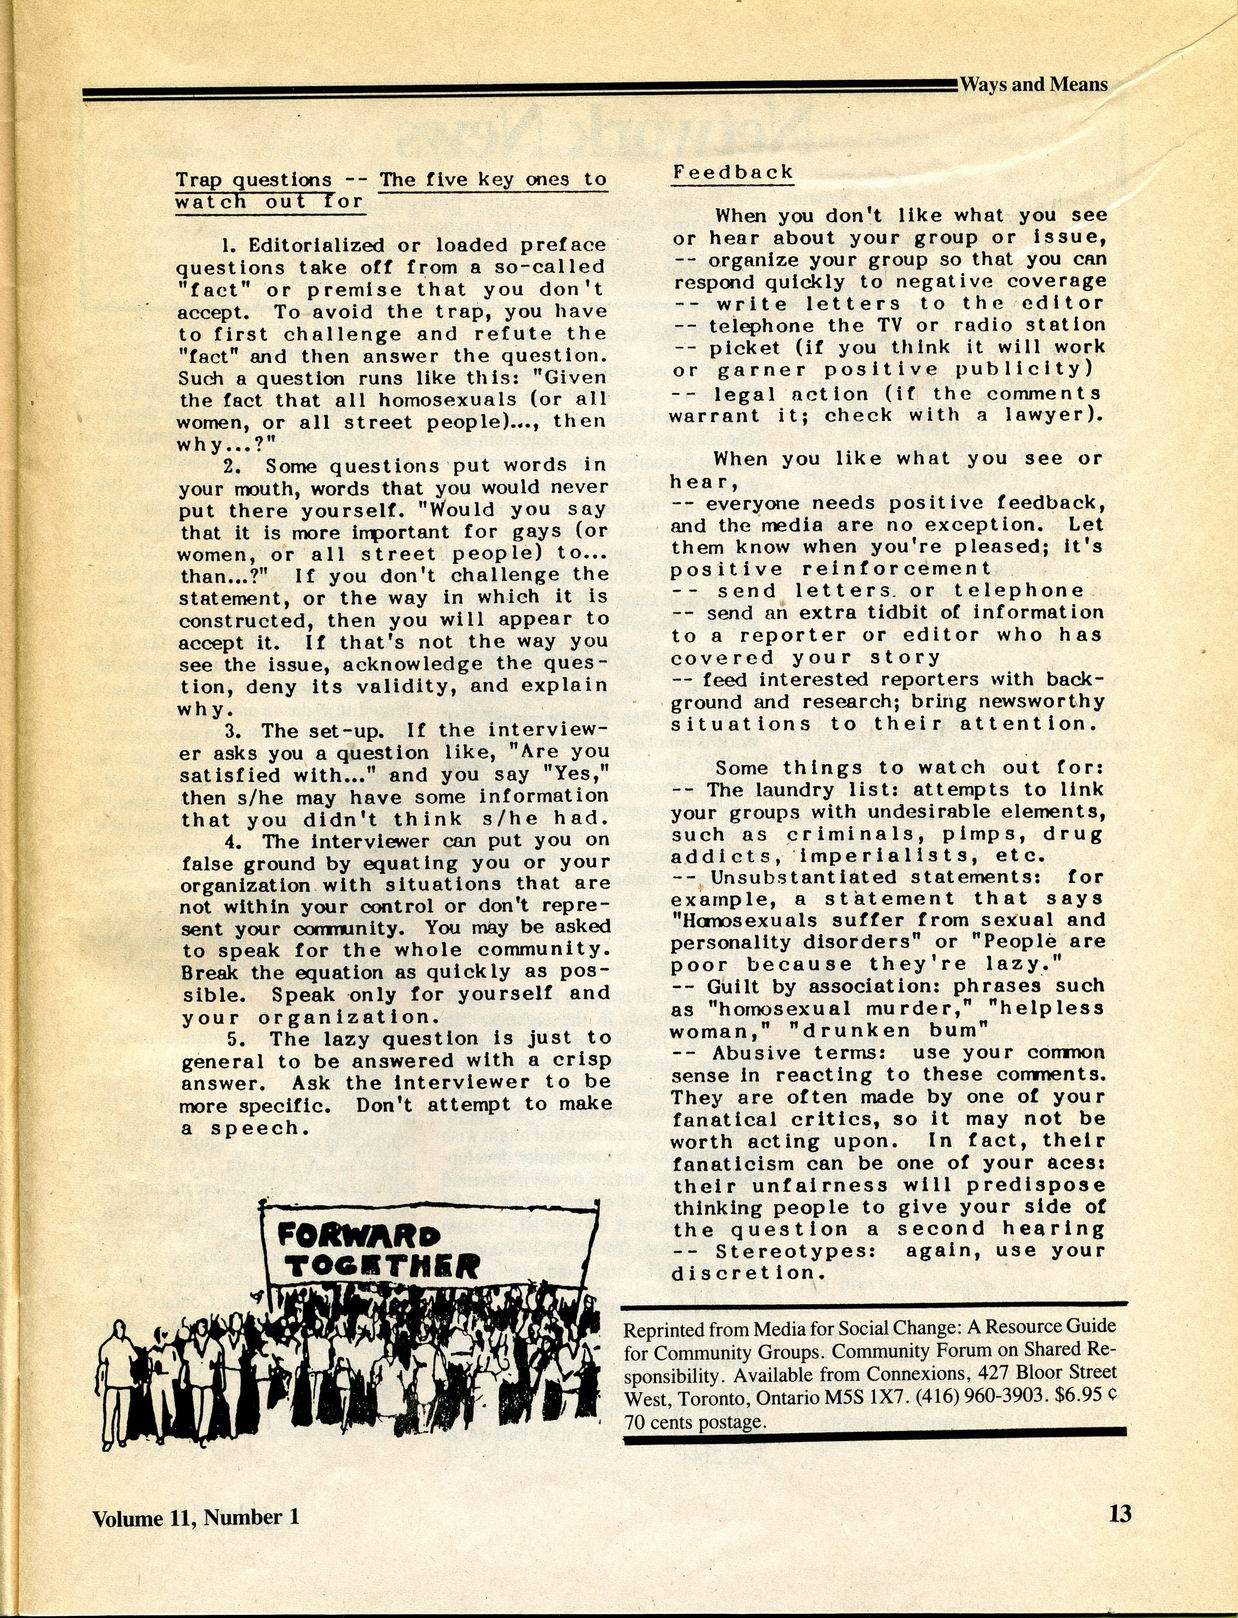 Ways and Means
Trap questions -- The five key ones to
watch out for
1. Editorialized or loaded preface
questions take off from a so-called
"fact" or premise that you don't
accept. To avoid the trap, you have
to first challenge and refute the
"fact" and then answer the question.
Such a question runs like this: "Given
the fact that all homosexuals (or all
women, or all street people)..., then
why...?"
2. Some questions put words in
your mouth, words that you would never
put there yourself. "Would you say
that it is more important for gays (or
women, or all street people) to...
than...?" If you don't challenge the
statement, or the way in which it is
constructed, then you will appear to
accept it. If that's not the way you
see the issue, acknowledge the ques-
tion, deny its validity, and explain
why.
3. The set-up. If the interview-
er asks you a question like, "Are you
satisfied with..." and you say "Yes,"
then s/he may have some information
that you didn't think s/he had.
4. The interviewer can put you on
false ground by equating you or your
organization with situations that are
not within your control or don't repre-
sent your community. You may be asked
to speak for the whole community.
Break the equation as quickly as pos-
sible. Speak only for yourself and
your organization.
5. The lazy question is just to
general to be answered with a crisp
answer. Ask the interviewer to be
more specific. Don't attempt to make
a speech.
FORWARD
TOGETHER
Feedback
When you don't like what you see
or hear about your group or issue,
-- organize your group so that you can
respond quickly to negative coverage
-- write letters to the editor
-- telephone the TV or radio station
-- picket (if you think it will work
or garner positive publicity)
-- legal action (if the comments
warrant it; check with a lawyer).
When you like what you see or
hear,
-- everyone needs positive feedback,
and the media are no exception. Let
them know when you're pleased; it's
positive reinforcement
-- send letters or telephone
-- send an extra tidbit of information
to a reporter or editor who has
covered your story
-- feed interested reporters with back-
ground and research; bring newsworthy
situations to their attention.
Some things to watch out for:
-- The laundry list: attempts to link
your groups with undesirable elements,
such as criminals, pimps, drug
addicts, imperialists, etc.
-- Unsubstantiated statements: for
example, a statement that says
"Homosexuals suffer from sexual and
personality disorders" or "People are
poor because they're lazy."
-- Guilt by association: phrases such
as "homosexual murder," "helpless
woman," "drunken bum"
-- Abusive terms: use your common
sense in reacting to these comments.
They are often made by one of your
fanatical critics, so it may not be
worth acting upon. In fact, their
fanaticism can be one of your aces:
their unfairness will predispose
thinking people to give your side of
the question a second hearing
-- Stereotypes: again, use your
discretion.
Reprinted from Media for Social Change: A Resource Guide
for Community Groups. Community Forum on Shared Re-
sponsibility. Available from Connexions, 427 Bloor Street
West, Toronto, Ontario M5S 1X7. (416) 960-3903. $6.95 ¢
70 cents postage.
Volume 11, Number 1
13